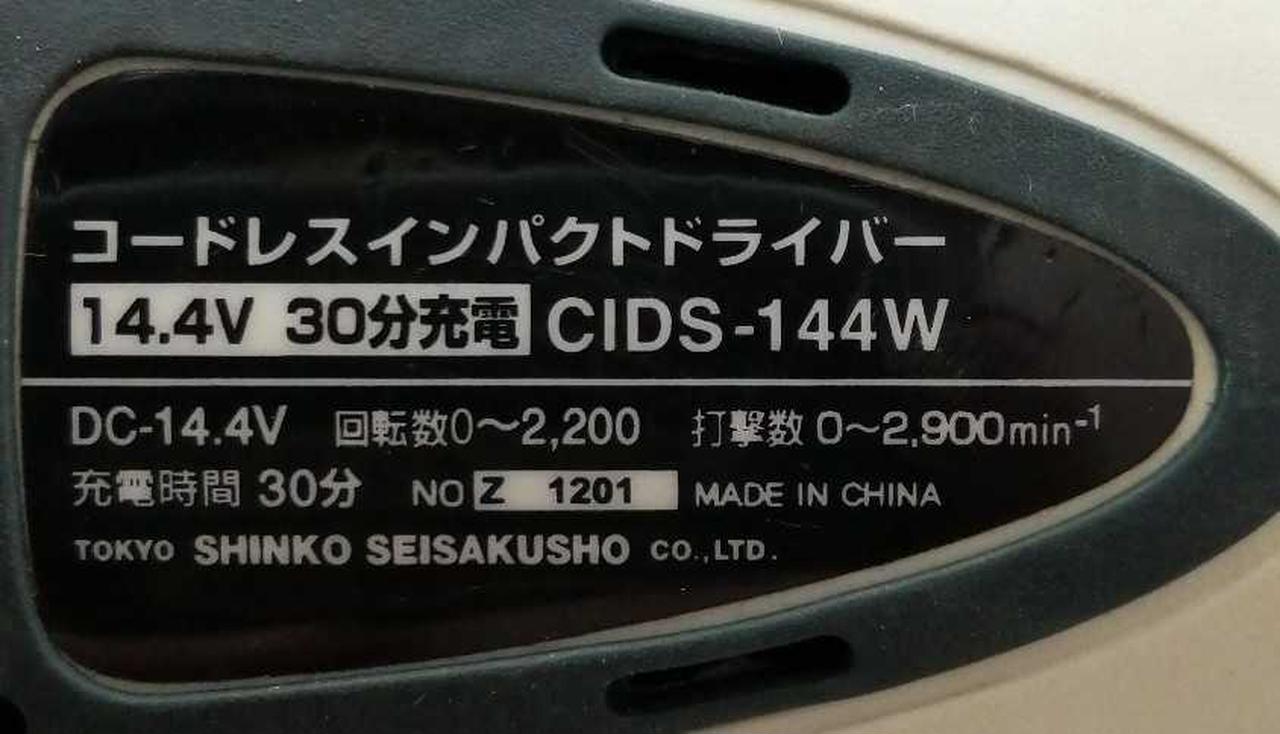 コードレスインパクトドライバー
14.4V 30分充電 CIDS-144W
DC-14.4V 回転数0～2,200 打撃数 0～2,900min-1
充電時間 30分 NO Z 1201 MADE IN CHINA
TOKYO SHINKO SEISAKUSHO CO.,LTD.